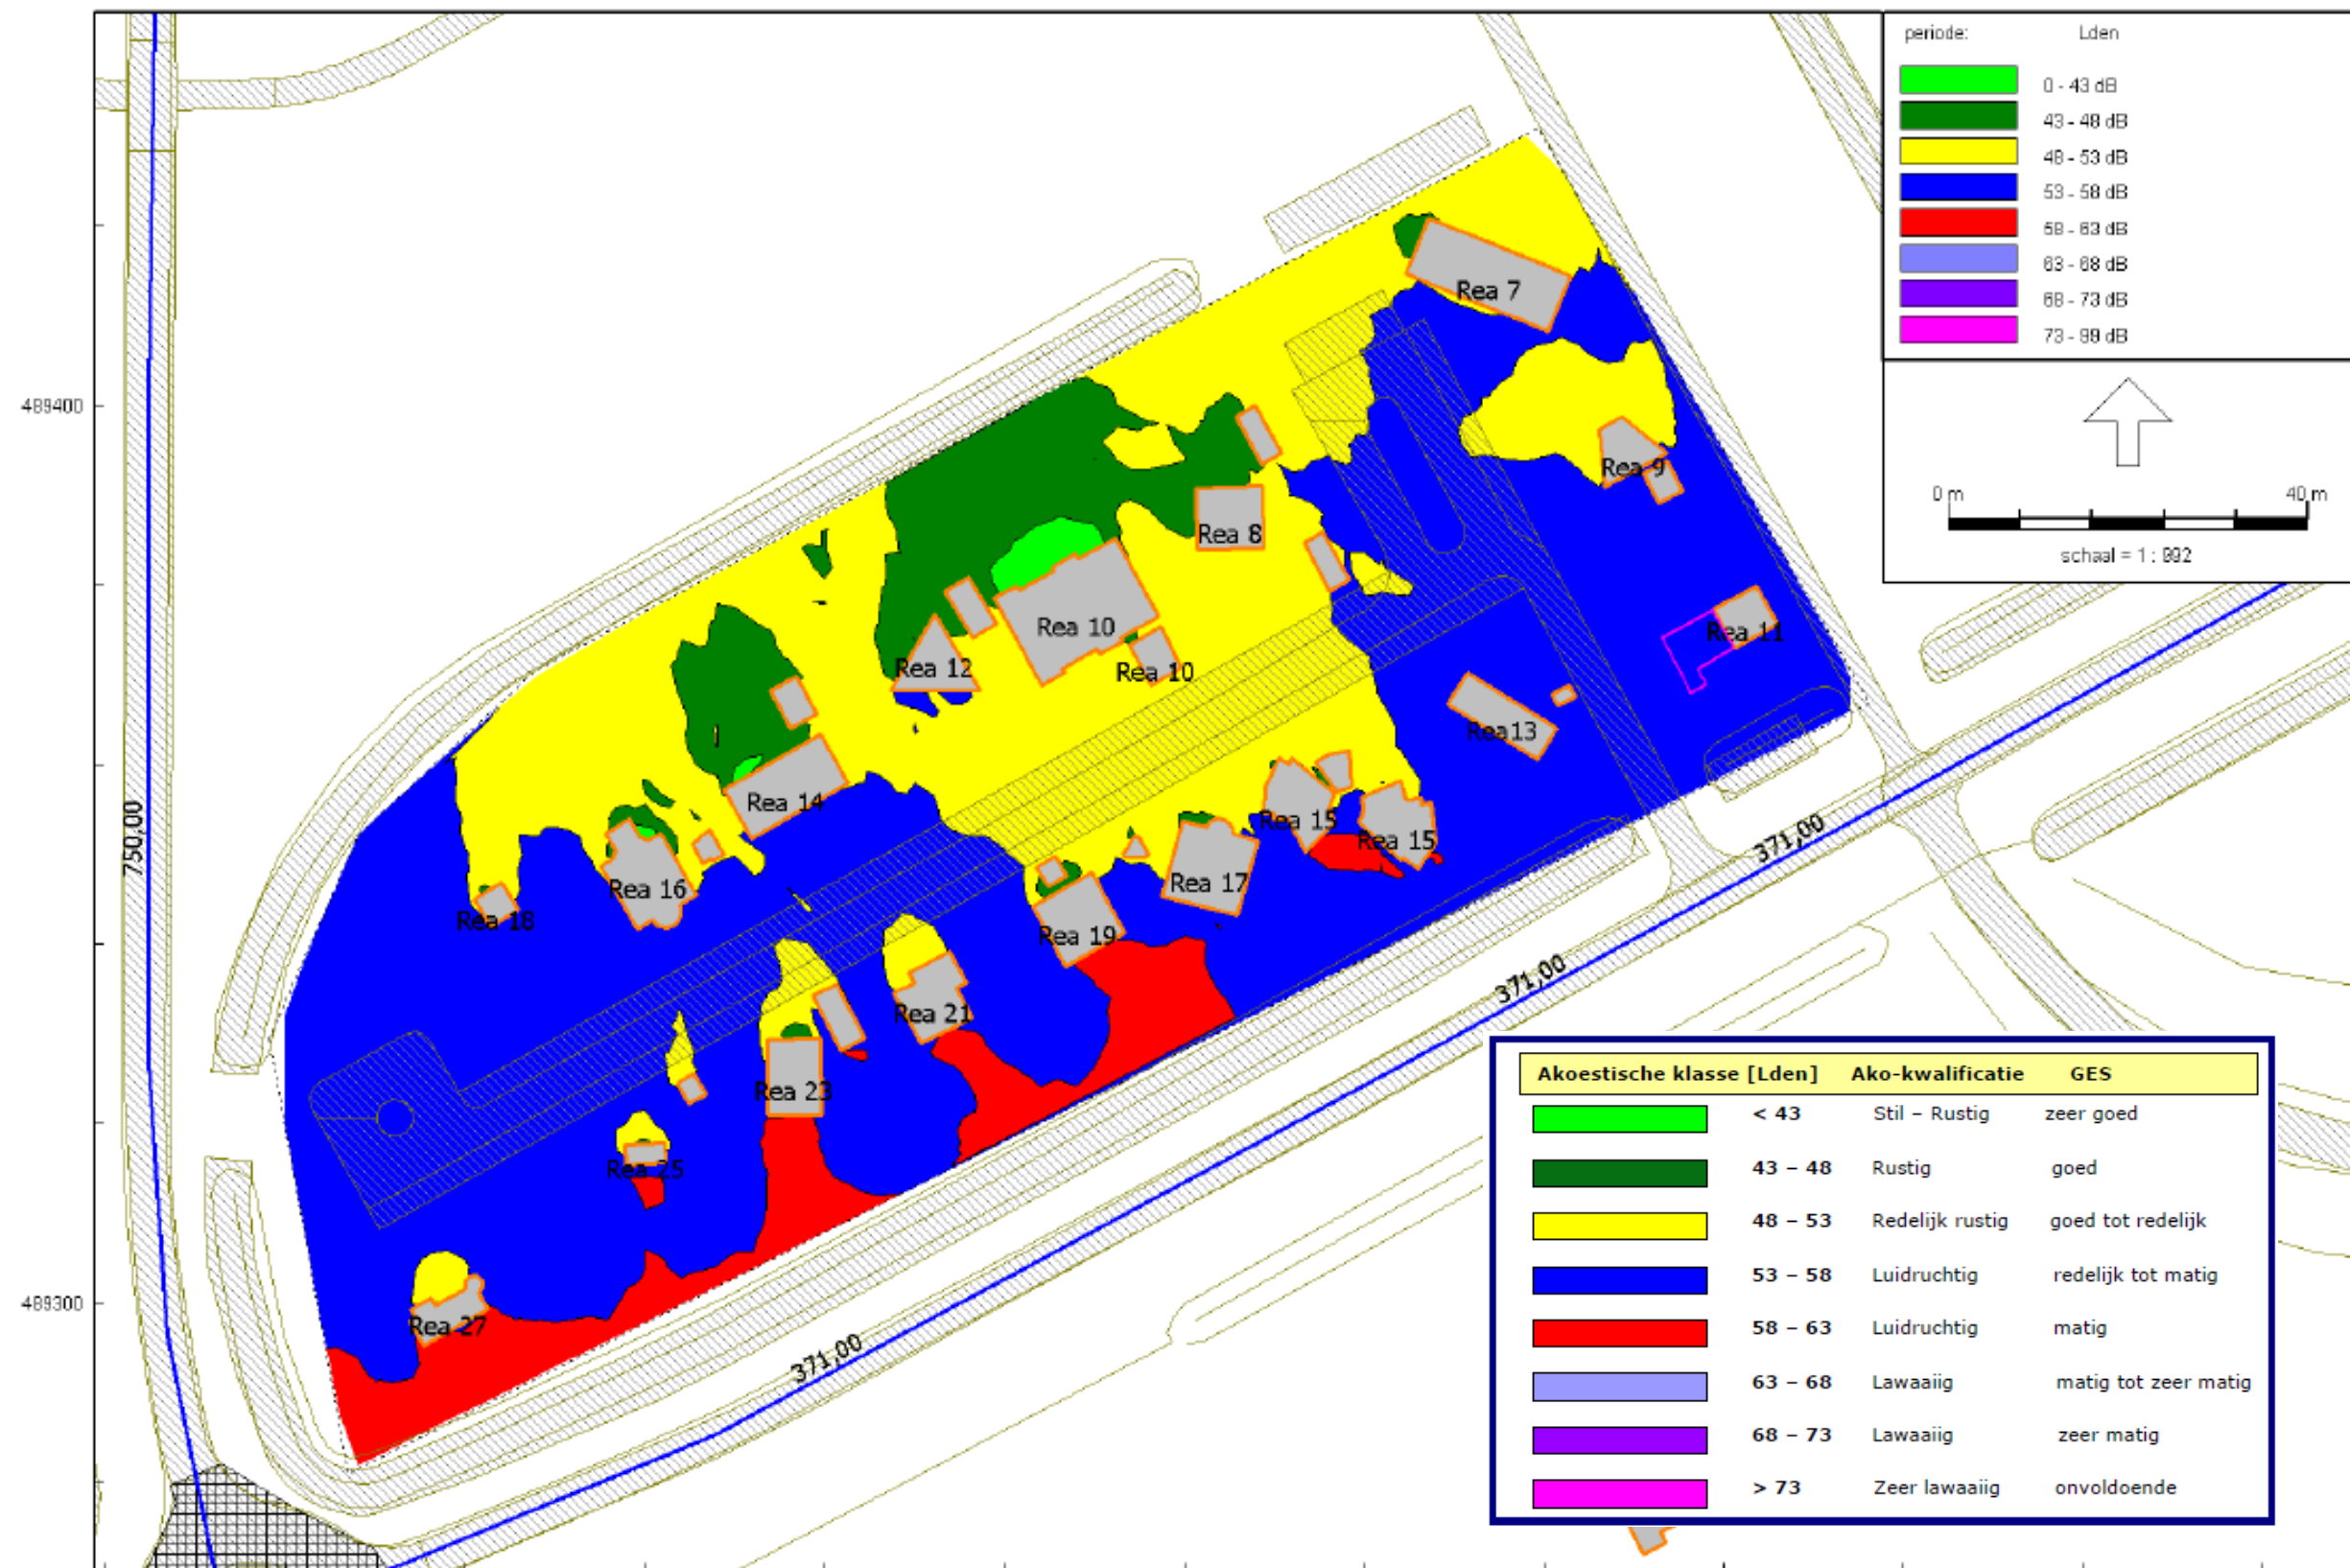 periode: Lden
0 - 43 dB
43 - 48 dB
48 - 53 dB
53 - 58 dB
58 - 63 dB
63 - 68 dB
68 - 73 dB
73 - 99 dB
0 m 40 m
schaal = 1 : 992
489400
489300
750,00
371,00
371,00
371,00
Rea 7
Rea 9
Rea 8
Rea 10
Rea 11
Rea 12
Rea 10
Rea 13
Rea 14
Rea 15
Rea 15
Rea 16
Rea 17
Rea 18
Rea 19
Rea 21
Rea 23
Rea 25
Rea 27
Akoestische klasse [Lden] Ako-kwalificatie GES
< 43 Stil – Rustig zeer goed
43 – 48 Rustig goed
48 – 53 Redelijk rustig goed tot redelijk
53 – 58 Luidruchtig redelijk tot matig
58 – 63 Luidruchtig matig
63 – 68 Lawaaiig matig tot zeer matig
68 – 73 Lawaaiig zeer matig
> 73 Zeer lawaaiig onvoldoende